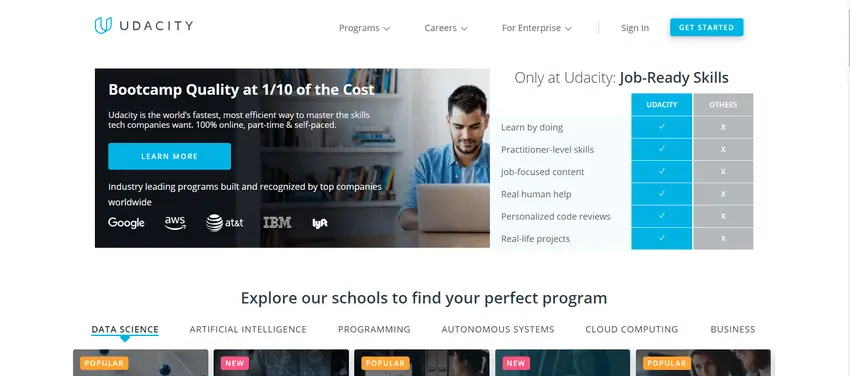 UDACITY
Programs
Careers
For Enterprise
Sign In
GET STARTED
Bootcamp Quality at 1/10 of the Cost
Udacity is the world's fastest, most efficient way to master the skills
tech companies want. 100% online, part-time & self-paced.
LEARN MORE
Industry leading programs built and recognized by top companies
worldwide
Google aws at&t IBM lyft
Only at Udacity: Job-Ready Skills
UDACITY OTHERS
Learn by doing ✓ X
Practitioner-level skills ✓ X
Job-focused content ✓ X
Real human help ✓ X
Personalized code reviews ✓ X
Real-life projects ✓ X
Explore our schools to find your perfect program
DATA SCIENCE
ARTIFICIAL INTELLIGENCE
PROGRAMMING
AUTONOMOUS SYSTEMS
CLOUD COMPUTING
BUSINESS
POPULAR
NEW
POPULAR
NEW
POPULAR